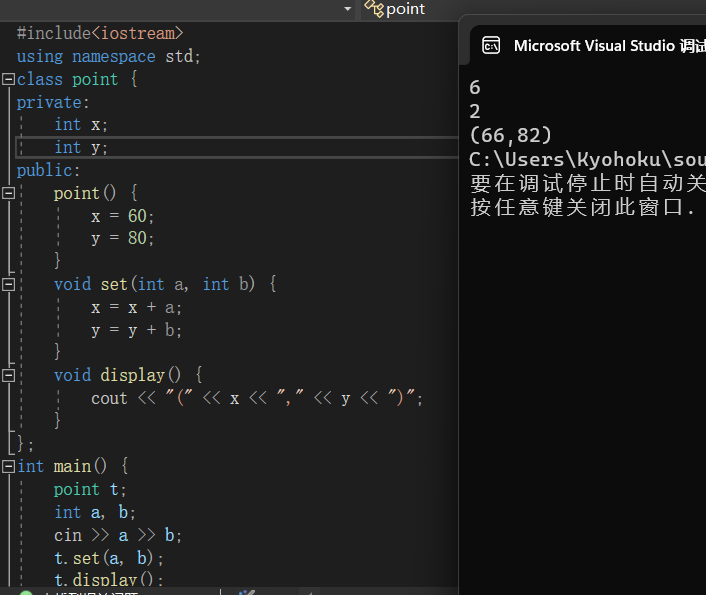 point
#include<iostream>
using namespace std;
class point {
private:
int x;
int y;
public:
point() {
x = 60;
y = 80;
}
void set(int a, int b) {
x = x + a;
y = y + b;
}
void display() {
cout << "(" << x << "," << y << ")";
}
};
int main() {
point t;
int a, b;
cin >> a >> b;
t.set(a, b);
t.display();
Microsoft Visual Studio 调试
6
2
(66,82)
C:\Users\Kyohoku\sou
要在调试停止时自动关
按任意键关闭此窗口.